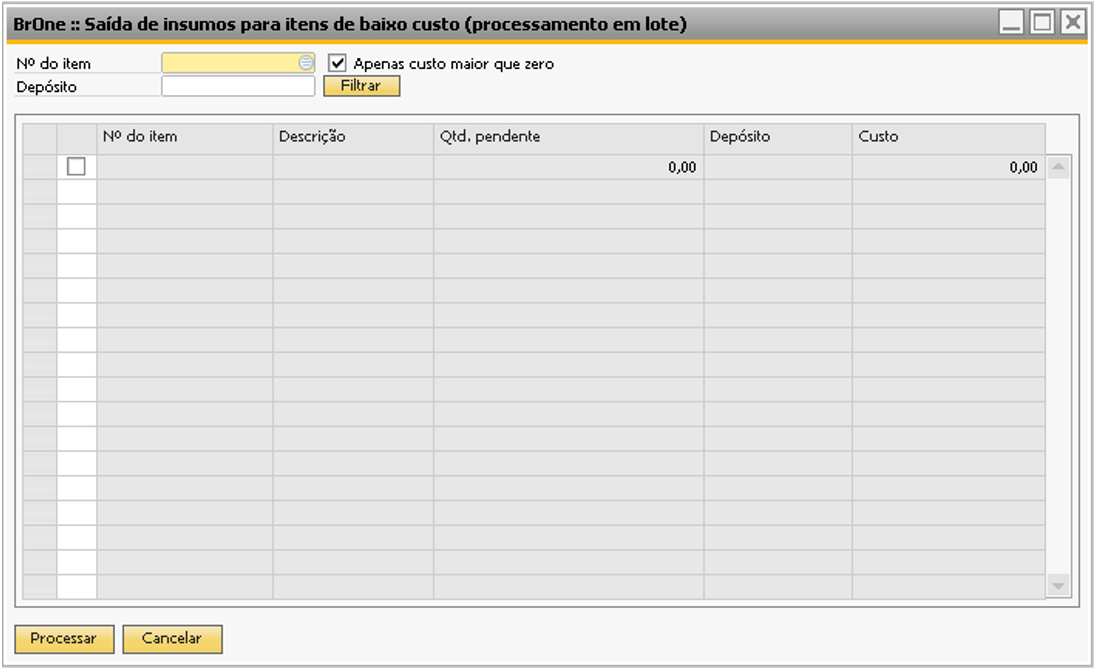 BrOne :: Saída de insumos para itens de baixo custo (processamento em lote)
Nº do item Apenas custo maior que zero
Depósito Filtrar
Nº do item Descrição Qtd. pendente Depósito Custo
0,00 0,00
Processar Cancelar